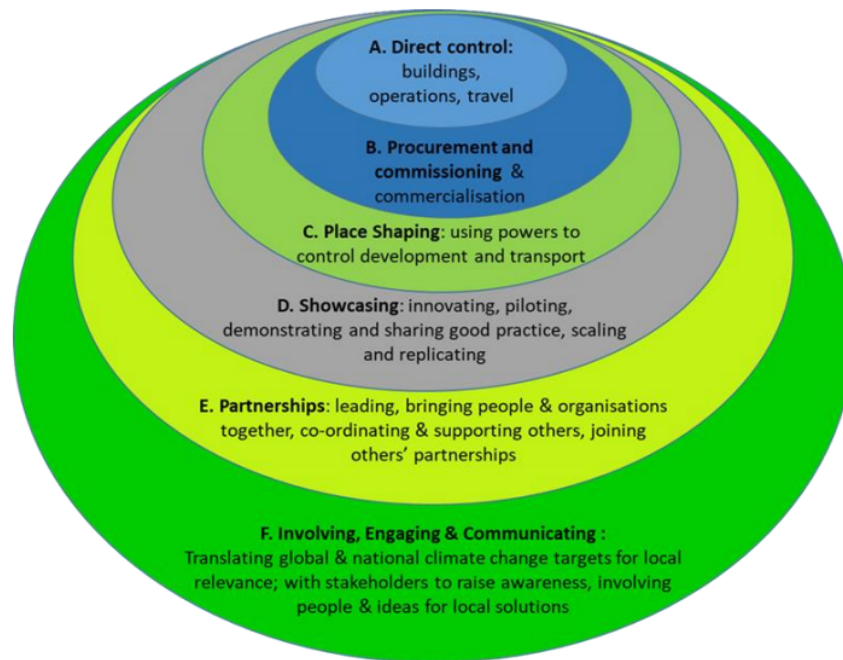 A. Direct control:
buildings,
operations, travel
B. Procurement and
commissioning &
commercialisation
C. Place Shaping: using powers to
control development and transport
D. Showcasing: innovating, piloting,
demonstrating and sharing good practice, scaling
and replicating
E. Partnerships: leading, bringing people & organisations
together, co-ordinating & supporting others, joining
others’ partnerships
F. Involving, Engaging & Communicating :
Translating global & national climate change targets for local
relevance; with stakeholders to raise awareness, involving
people & ideas for local solutions